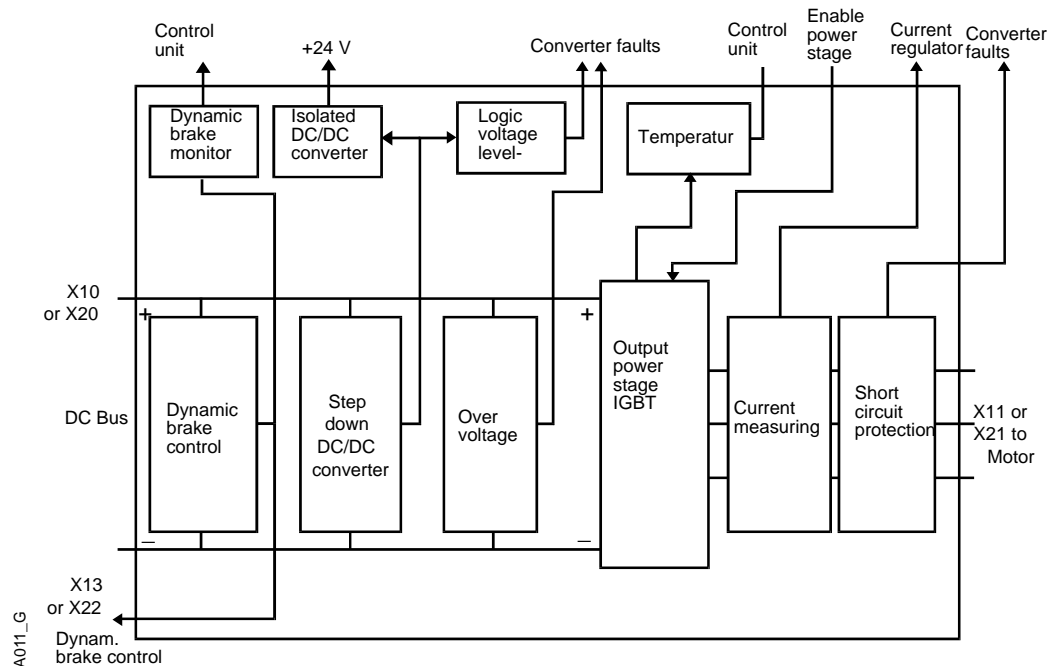 Control
unit
+24 V
Converter faults
Control
unit
Enable
power
stage
Current
regulator
Converter
faults
Dynamic
brake
monitor
Isolated
DC/DC
converter
Logic
voltage
level-
Temperatur
X10
or X20
+
+
DC Bus
Dynamic
brake
control
Step
down
DC/DC
converter
Over
voltage
Output
power
stage
IGBT
Current
measuring
Short
circuit
protection
X11 or
X21 to
Motor
–
–
X13
or X22
Dynam.
brake control
A011_G